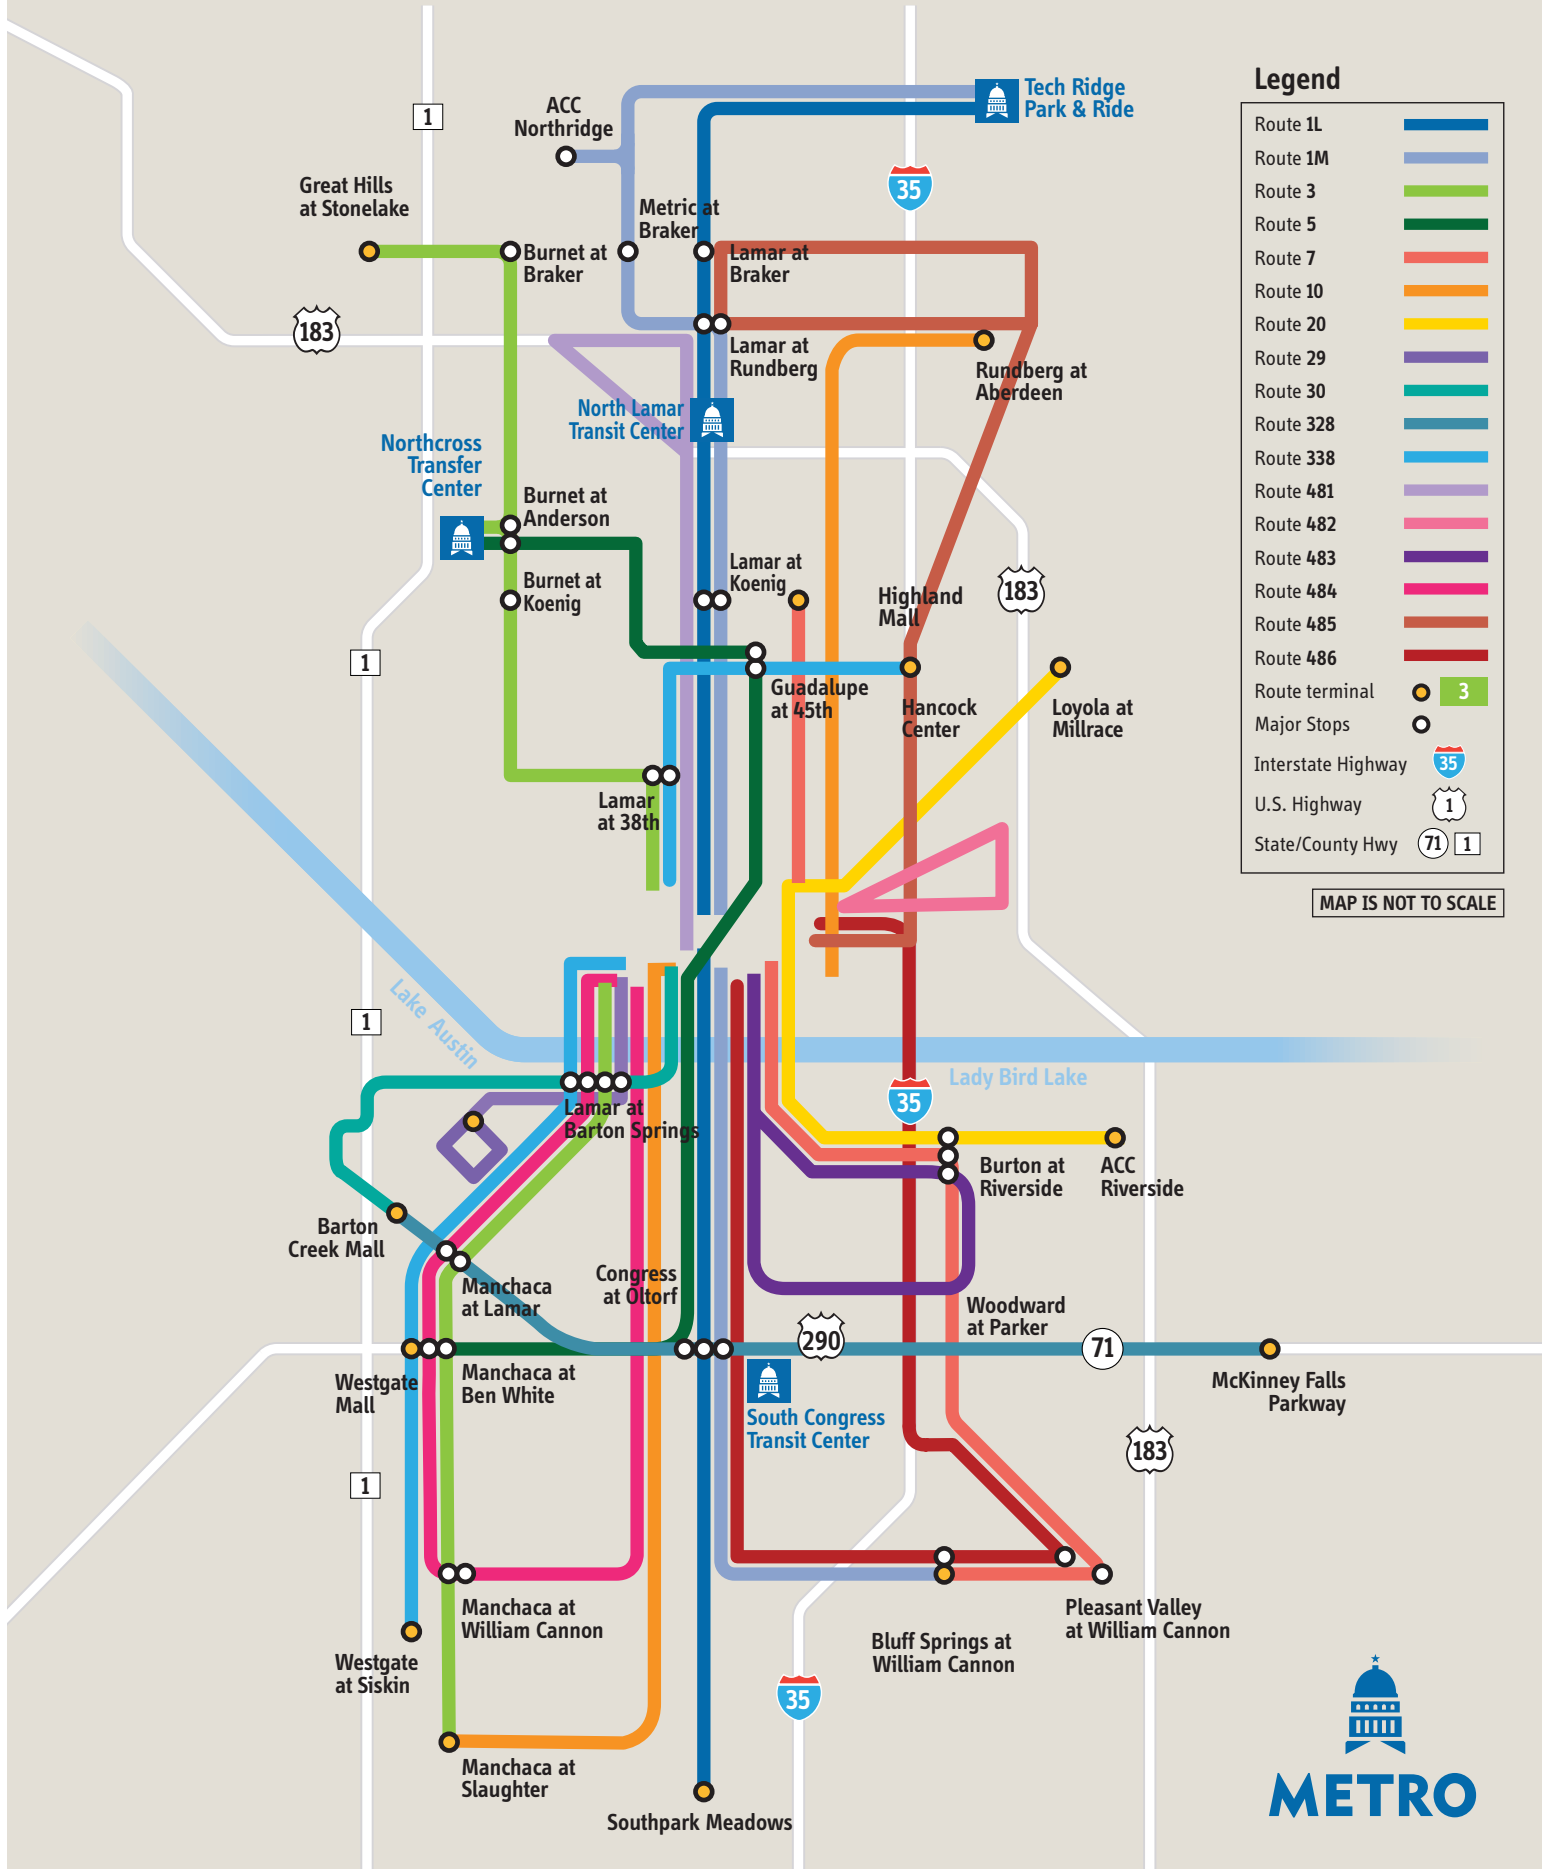 Tech Ridge
Park & Ride
ACC
Northridge
1
35
Great Hills
at Stonelake
Metric at
Braker
Burnet at
Braker
Lamar at
Braker
183
Lamar at
Rundberg
Rundberg at
Aberdeen
North Lamar
Transit Center
Northcross
Transfer
Center
Burnet at
Anderson
Burnet at
Koenig
Lamar at
Koenig
Highland
Mall
183
1
Guadalupe
at 45th
Hancock
Center
Loyola at
Millrace
Lamar
at 38th
Legend
Route 1L
Route 1M
Route 3
Route 5
Route 7
Route 10
Route 20
Route 29
Route 30
Route 328
Route 338
Route 481
Route 482
Route 483
Route 484
Route 485
Route 486
Route terminal 3
Major Stops
Interstate Highway 35
U.S. Highway 1
State/County Hwy 71 1
MAP IS NOT TO SCALE
Lake Austin
1
Lady Bird Lake
35
Lamar at
Barton Springs
Burton at
Riverside
ACC
Riverside
Barton
Creek Mall
Manchaca
at Lamar
Congress
at Oltorf
Woodward
at Parker
290
71
Westgate
Mall
Manchaca at
Ben White
South Congress
Transit Center
McKinney Falls
Parkway
183
1
Manchaca at
William Cannon
Pleasant Valley
at William Cannon
Bluff Springs at
William Cannon
Westgate
at Siskin
35
Manchaca at
Slaughter
Southpark Meadows
METRO